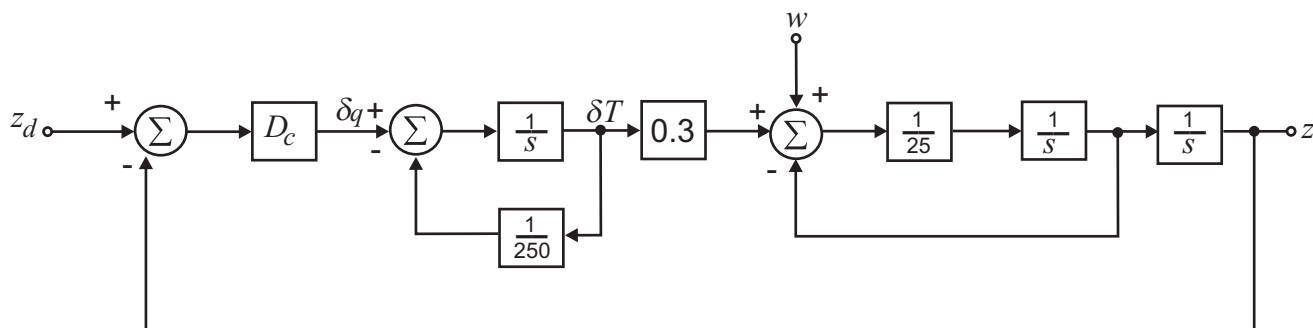 w
z_d + - Σ D_c δq + - Σ 1/s δT 0.3 + + - Σ 1/25 1/s 1/s z
1/250